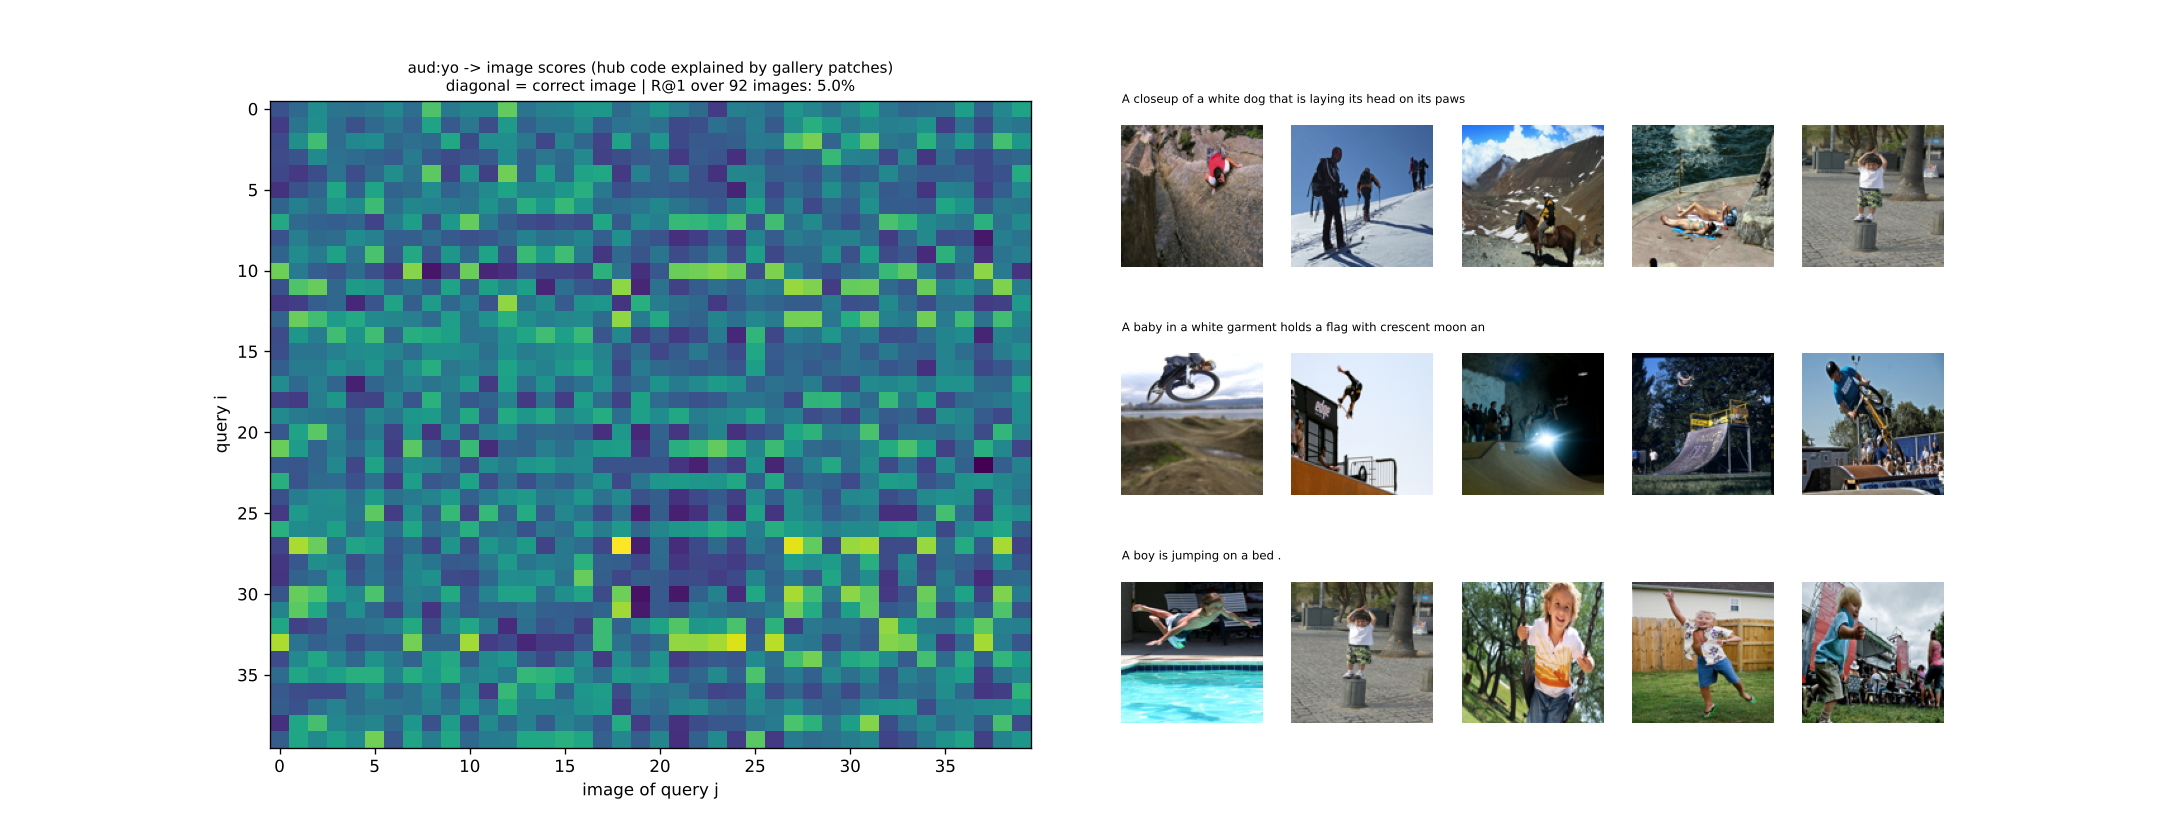 aud:yo -> image scores (hub code explained by gallery patches)
diagonal = correct image | R@1 over 92 images: 5.0%
0
5
10
15
20
25
30
35
query i
0 5 10 15 20 25 30 35
image of query j
A closeup of a white dog that is laying its head on its paws
A baby in a white garment holds a flag with crescent moon an
edge
A boy is jumping on a bed .